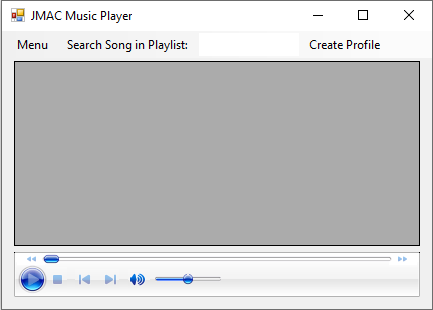 JMAC Music Player
Menu Search Song in Playlist: Create Profile